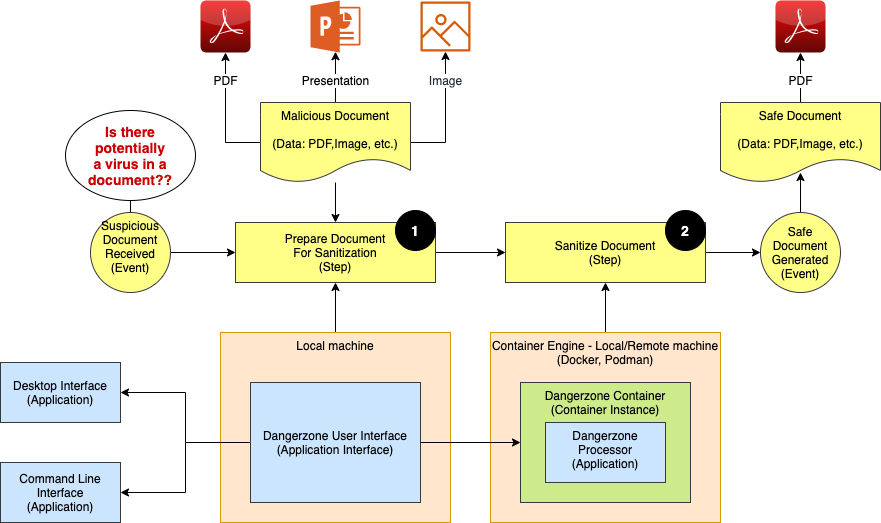 P
PDF
Presentation
Image
PDF
Malicious Document
(Data: PDF,Image, etc.)
Safe Document
(Data: PDF,Image, etc.)
Is there
potentially
a virus in a
document??
Suspicious
Document
Received
(Event)
Prepare Document
For Sanitization
(Step)
1
Sanitize Document
(Step)
2
Safe
Document
Generated
(Event)
Local machine
Container Engine - Local/Remote machine
(Docker, Podman)
Desktop Interface
(Application)
Dangerzone User Interface
(Application Interface)
Dangerzone Container
(Container Instance)
Dangerzone
Processor
(Application)
Command Line
Interface
(Application)